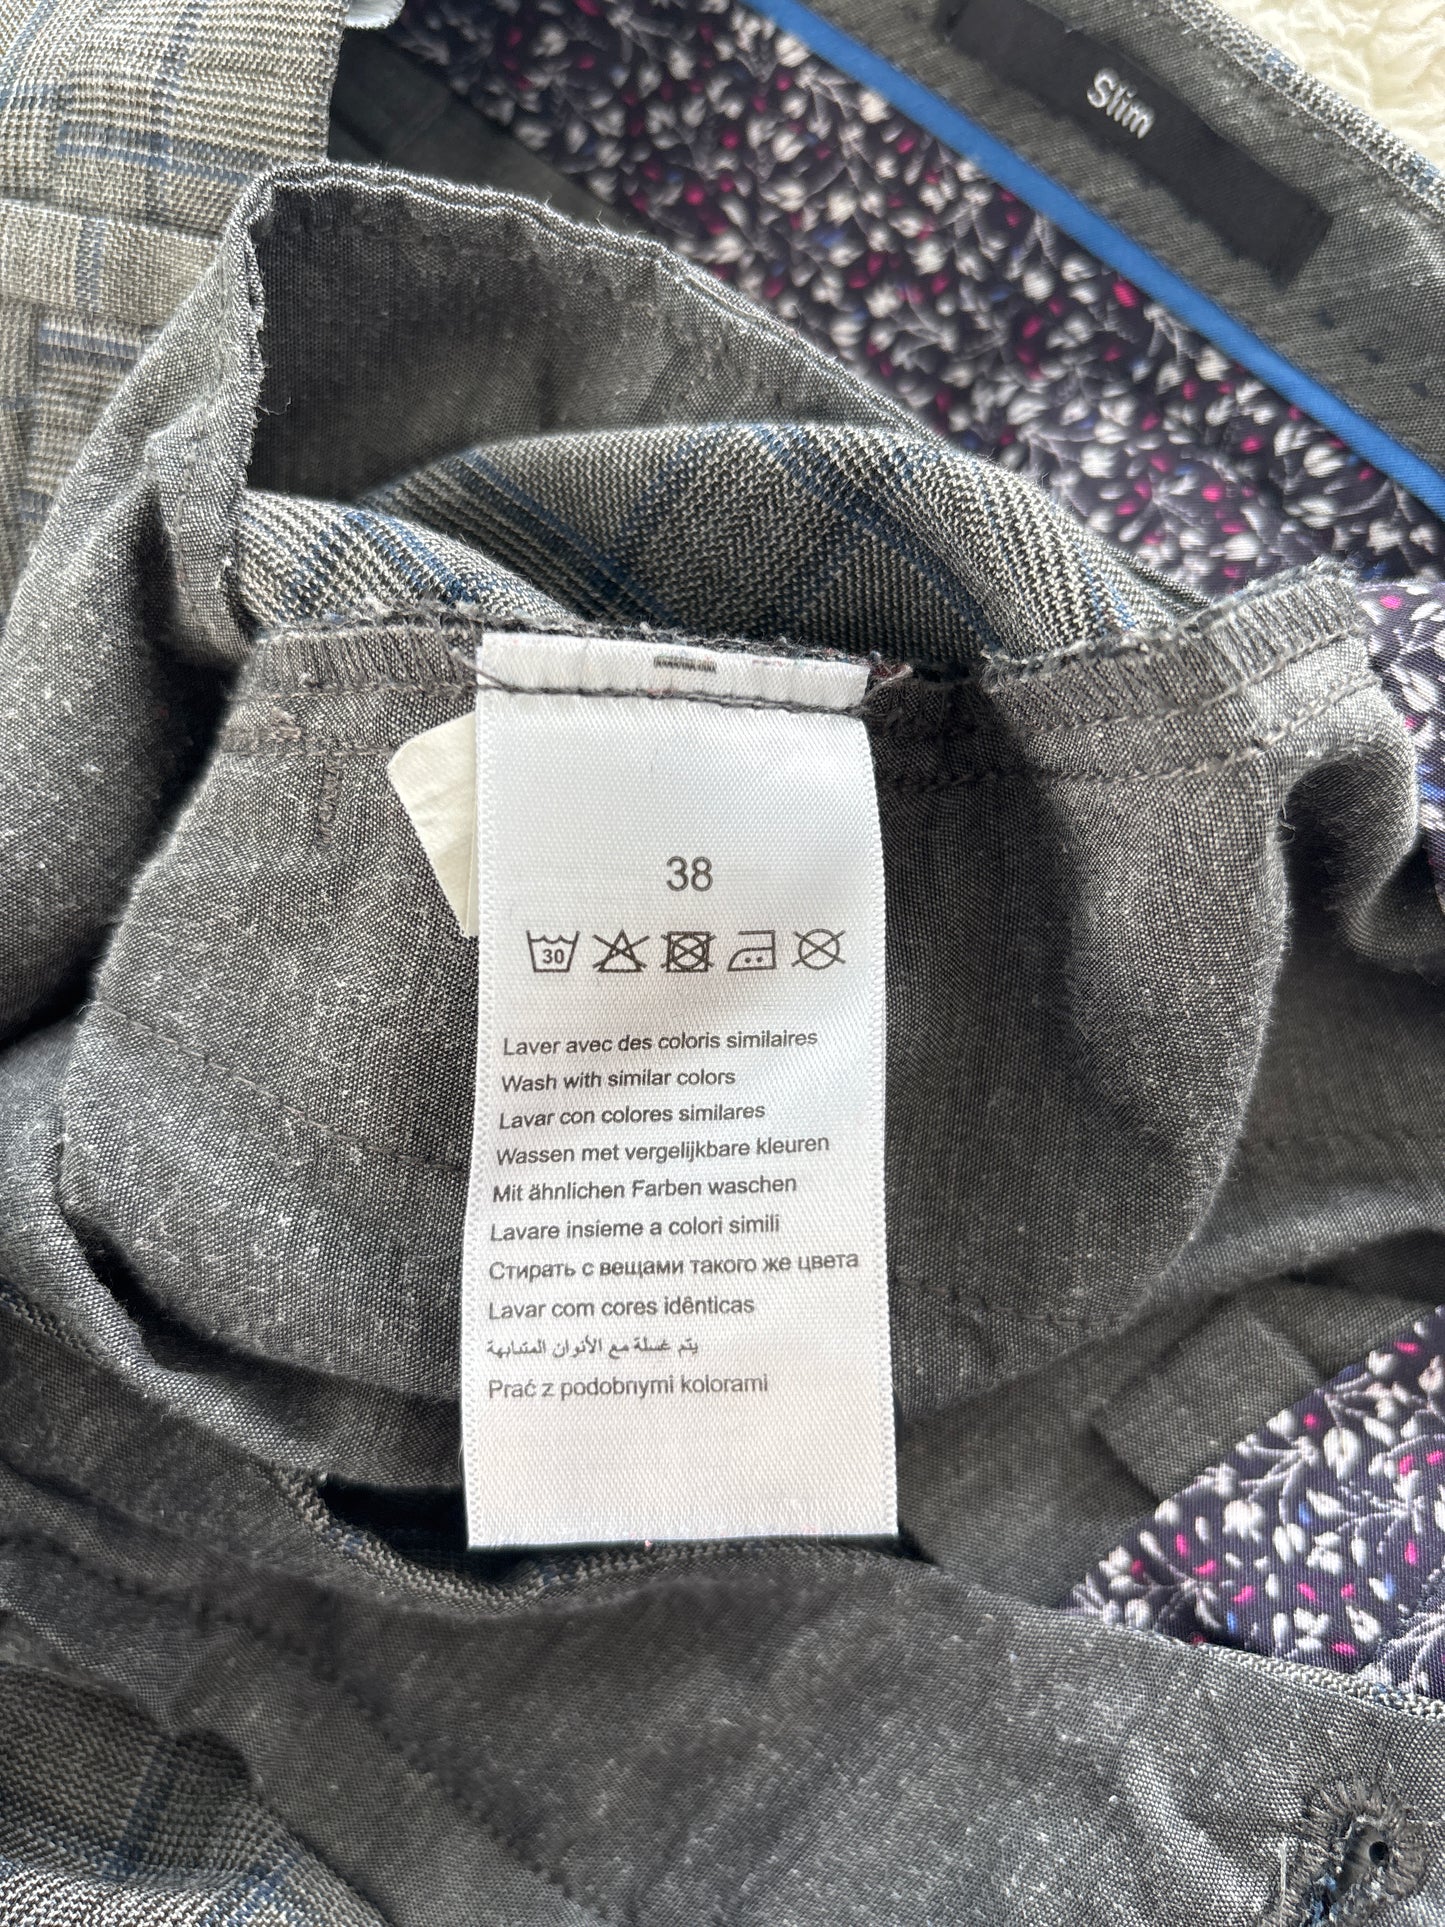 Slim
38
30
Laver avec des coloris similaires
Wash with similar colors
Lavar con colores similares
Wassen met vergelijkbare kleuren
Mit ähnlichen Farben waschen
Lavare insieme a colori simili
Стирать с вещами такого же цвета
Lavar com cores idênticas
يتم غسلة مع الأنوان المتشابهة
Prać z podobnymi kolorami